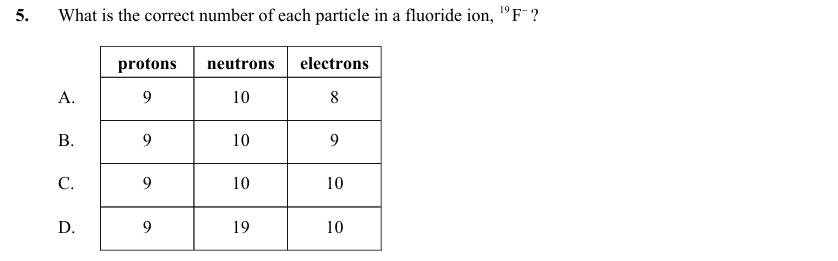 5. What is the correct number of each particle in a fluoride ion, ¹⁹F⁻ ?
protons neutrons electrons
A. 9 10 8
B. 9 10 9
C. 9 10 10
D. 9 19 10